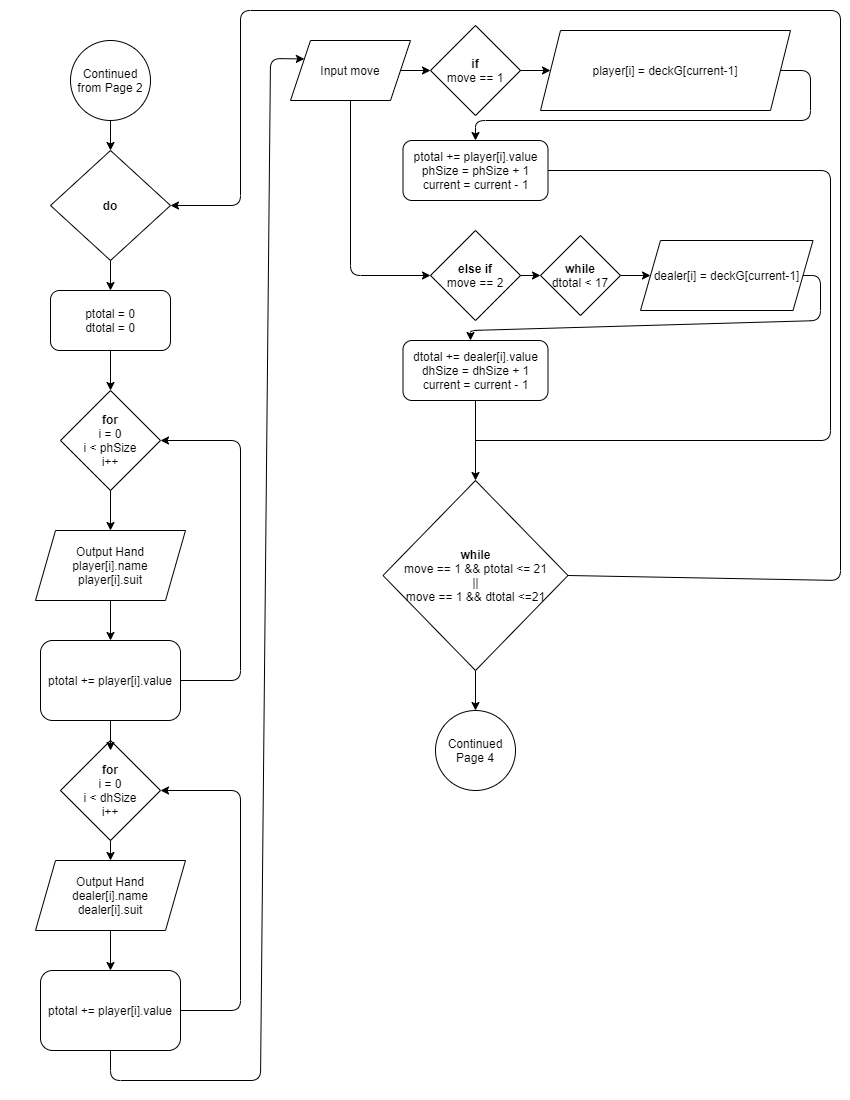 Continued
from Page 2
do
ptotal = 0
dtotal = 0
for
i = 0
i < phSize
i++
Output Hand
player[i].name
player[i].suit
ptotal += player[i].value
for
i = 0
i < dhSize
i++
Output Hand
dealer[i].name
dealer[i].suit
ptotal += player[i].value
Input move
if
move == 1
player[i] = deckG[current-1]
ptotal += player[i].value
phSize = phSize + 1
current = current - 1
else if
move == 2
while
dtotal < 17
dealer[i] = deckG[current-1]
dtotal += dealer[i].value
dhSize = dhSize + 1
current = current - 1
while
move == 1 && ptotal <= 21
||
move == 1 && dtotal <=21
Continued
Page 4